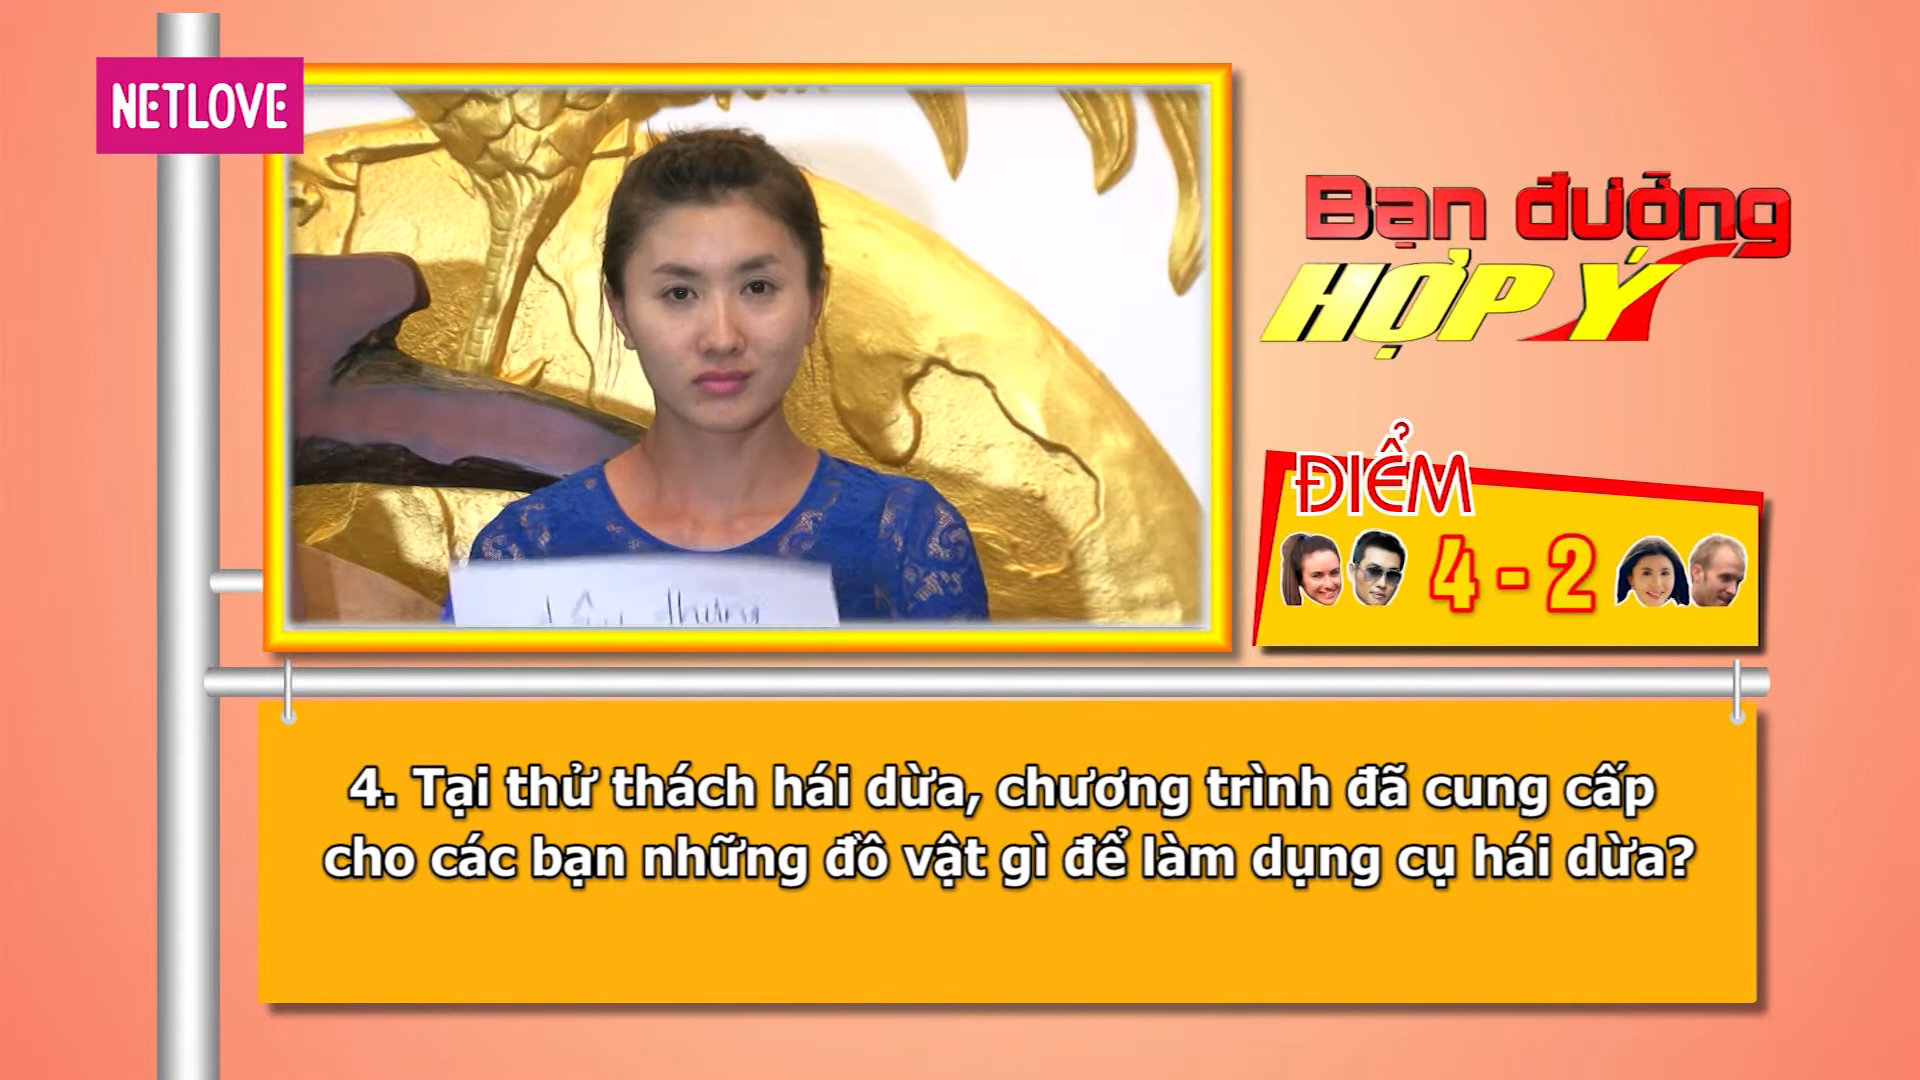 NETLOVE
Bạn đường
HỢP Ý
ĐIỂM
4 - 2
4. Tại thử thách hái dừa, chương trình đã cung cấp
cho các bạn những đồ vật gì để làm dụng cụ hái dừa?